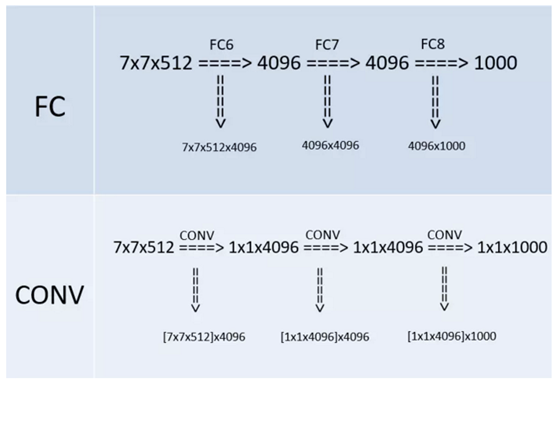 FC
FC6 FC7 FC8
7x7x512 ====> 4096 ====> 4096 ====> 1000
7x7x512x4096 4096x4096 4096x1000
CONV
CONV CONV CONV
7x7x512 ====> 1x1x4096 ====> 1x1x4096 ====> 1x1x1000
[7x7x512]x4096 [1x1x4096]x4096 [1x1x4096]x1000